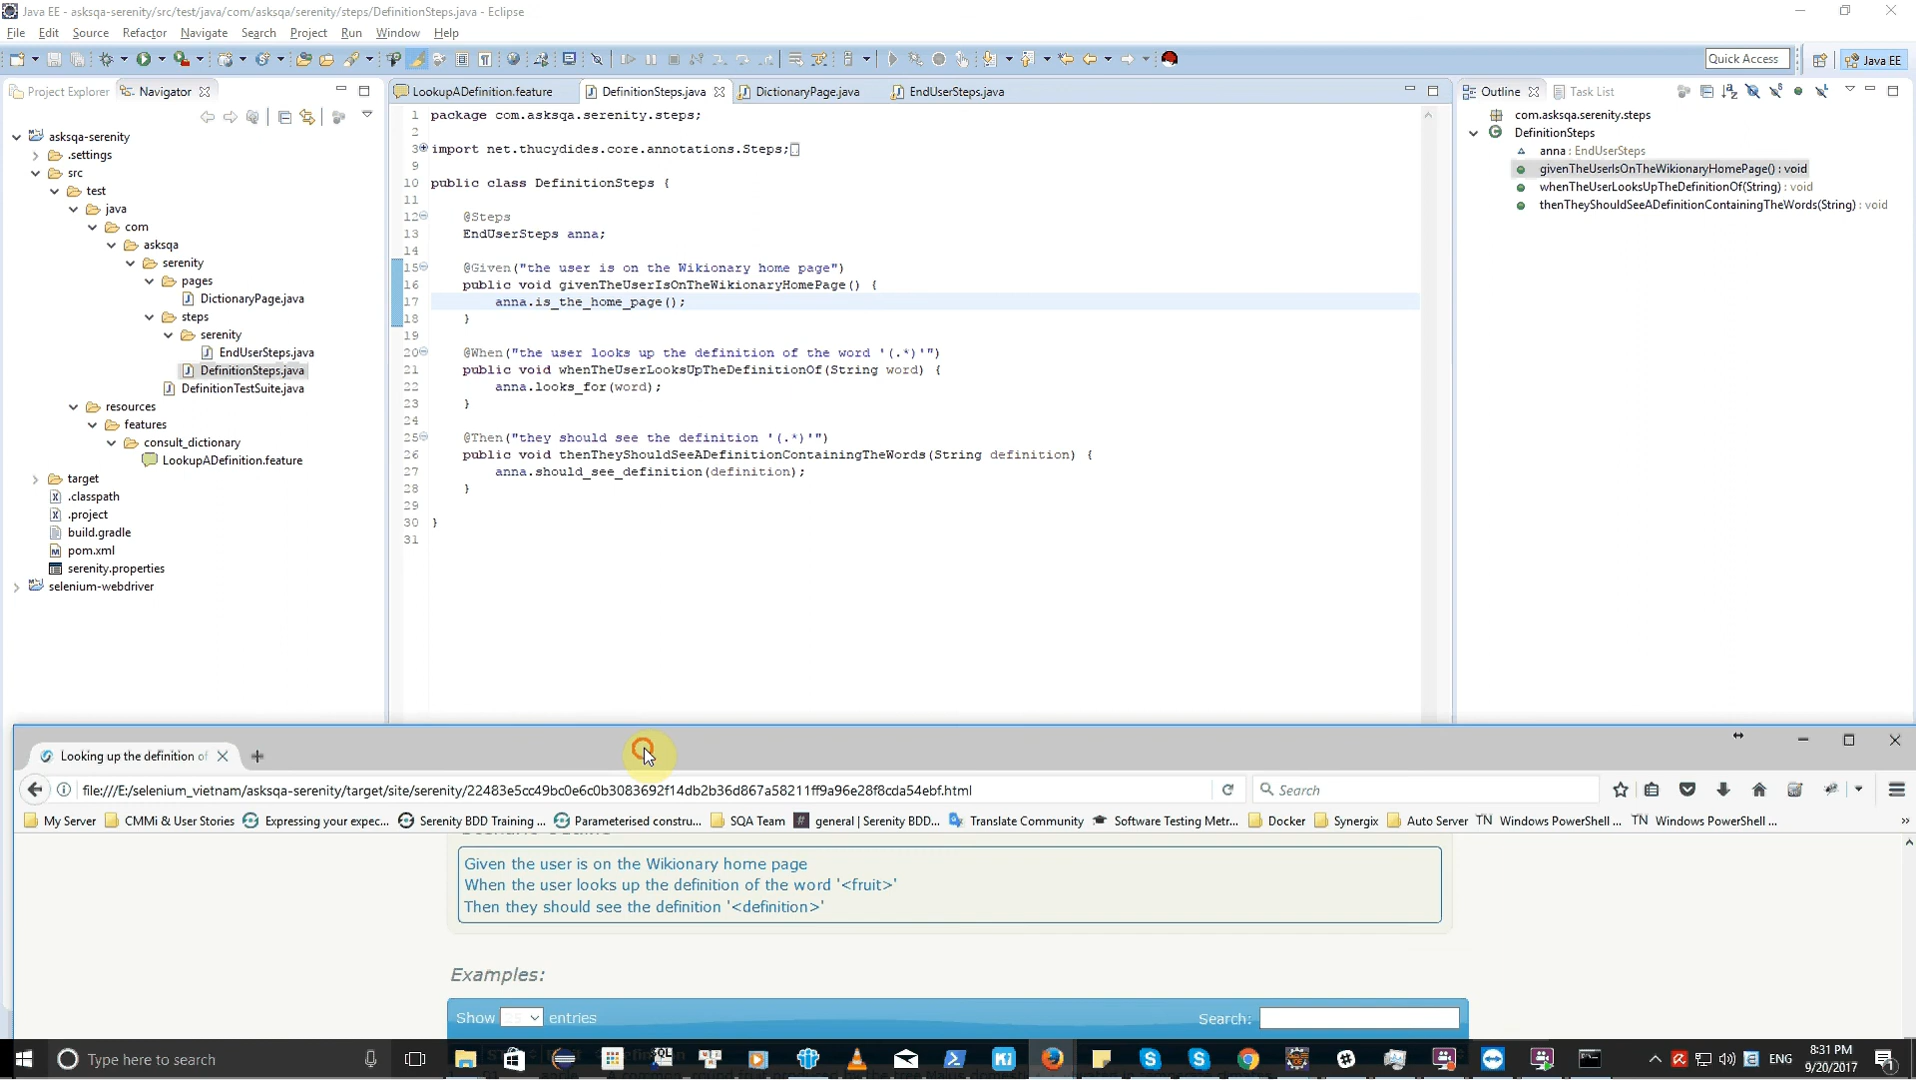 Java EE - asksqa-serenity/src/test/java/com/asksqa/serenity/steps/DefinitionSteps.java - Eclipse
File Edit Source Refactor Navigate Search Project Run Window Help
Quick Access
Java EE
Project Explorer
Navigator
asksqa-serenity
.settings
src
test
java
com
asksqa
serenity
pages
DictionaryPage.java
steps
serenity
EndUserSteps.java
DefinitionSteps.java
DefinitionTestSuite.java
resources
features
consult_dictionary
LookupADefinition.feature
target
.classpath
.project
build.gradle
pom.xml
serenity.properties
selenium-webdriver
LookupADefinition.feature DefinitionSteps.java DictionaryPage.java EndUserSteps.java
1 package com.asksqa.serenity.steps;
2
3 import net.thucydides.core.annotations.Steps;
9
10 public class DefinitionSteps {
11
12 @Steps
13 EndUserSteps anna;
14
15 @Given("the user is on the Wikionary home page")
16 public void givenTheUserIsOnTheWikionaryHomePage() {
17 anna.is_the_home_page();
18 }
19
20 @When("the user looks up the definition of the word '(.*)'")
21 public void whenTheUserLooksUpTheDefinitionOf(String word) {
22 anna.looks_for(word);
23 }
24
25 @Then("they should see the definition '(.*)'")
26 public void thenTheyShouldSeeADefinitionContainingTheWords(String definition) {
27 anna.should_see_definition(definition);
28 }
29
30 }
31
Outline
Task List
com.asksqa.serenity.steps
DefinitionSteps
anna : EndUserSteps
givenTheUserIsOnTheWikionaryHomePage() : void
whenTheUserLooksUpTheDefinitionOf(String) : void
thenTheyShouldSeeADefinitionContainingTheWords(String) : void
Looking up the definition of
file:///E:/selenium_vietnam/asksqa-serenity/target/site/serenity/22483e5cc49bc0e6c0b3083692f14db2b36d867a58211ff9a96e28f8cda54ebf.html
Search
My Server CMMi & User Stories Expressing your expec... Serenity BDD Training ... Parameterised constru... SQA Team general | Serenity BDD... Translate Community Software Testing Metr... Docker Synergix Auto Server TN Windows PowerShell ... TN Windows PowerShell ...
Given the user is on the Wikionary home page
When the user looks up the definition of the word '<fruit>'
Then they should see the definition '<definition>'
Examples:
Show entries
Search:
Type here to search
ENG
8:31 PM
9/20/2017